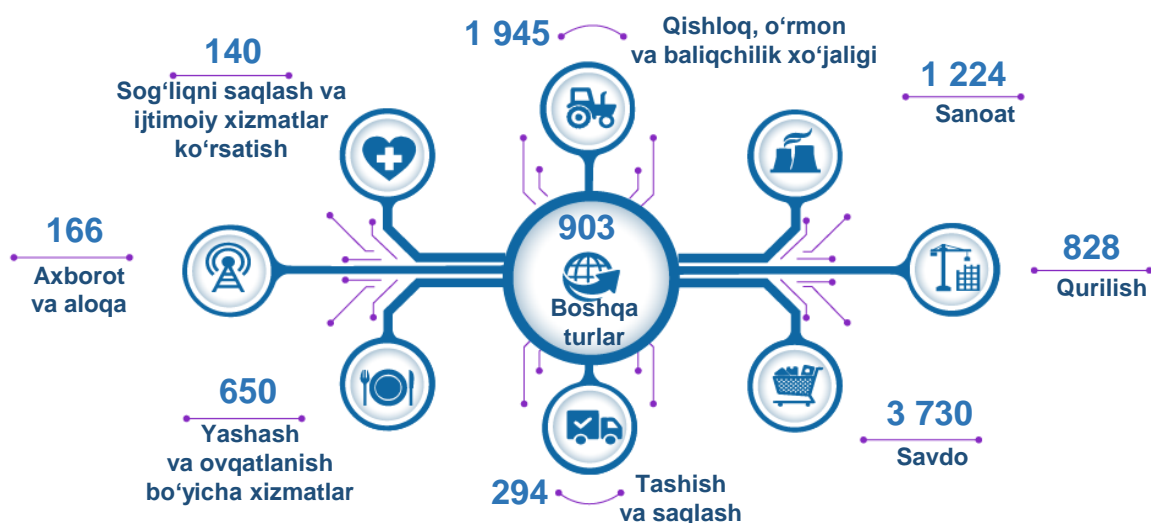 1 945
Qishloq, o‘rmon
va baliqchilik xo‘jaligi
140
Sog‘liqni saqlash va
ijtimoiy xizmatlar
ko‘rsatish
1 224
Sanoat
166
Axborot
va aloqa
903
Boshqa
turlar
828
Qurilish
650
Yashash
va ovqatlanish
bo‘yicha xizmatlar
3 730
Savdo
294
Tashish
va saqlash